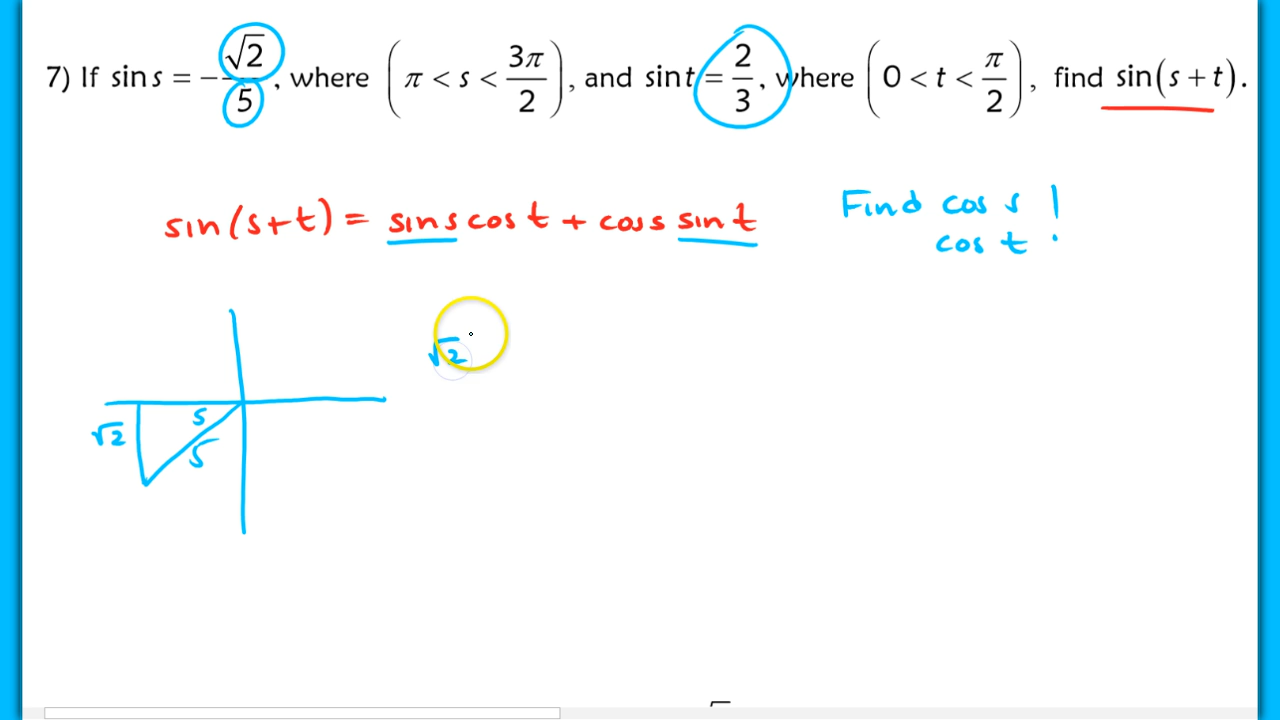 7) If sin s = −√2/5, where (π < s < 3π/2), and sin t = 2/3, where (0 < t < π/2), find sin(s + t).
sin(s+t) = sin s cos t + cos s sin t
Find cos s !
cos t
√2
s
√2
5